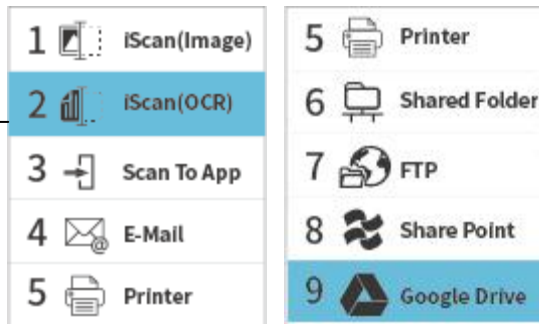 1 iScan(Image)
2 iScan(OCR)
3 Scan To App
4 E-Mail
5 Printer
5 Printer
6 Shared Folder
7 FTP
8 Share Point
9 Google Drive